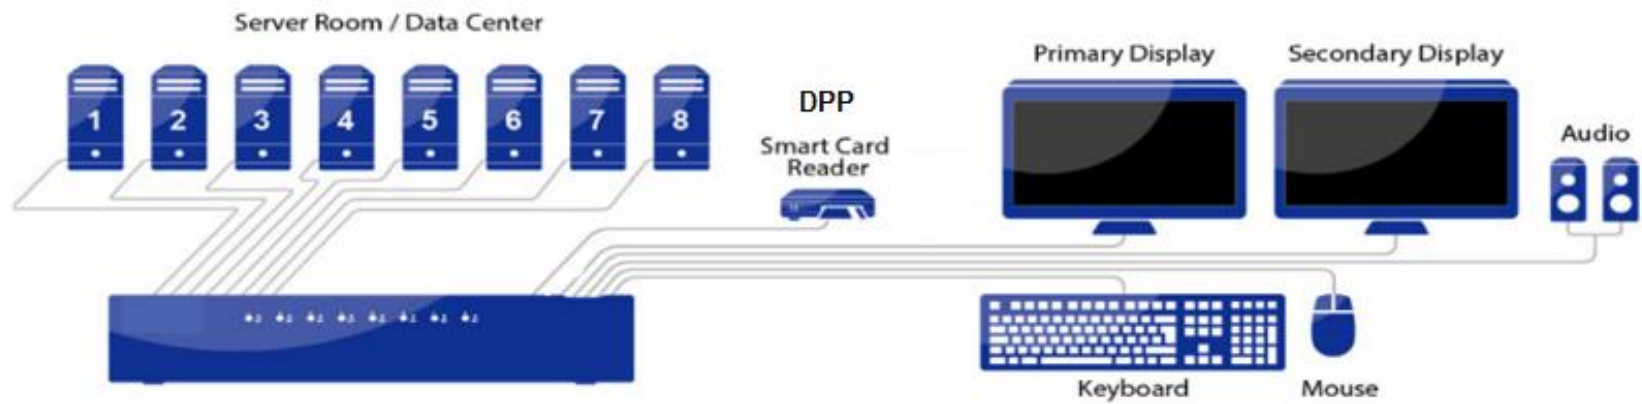 Server Room / Data Center
1 2 3 4 5 6 7 8
DPP
Smart Card
Reader
Primary Display
Secondary Display
Audio
Keyboard
Mouse